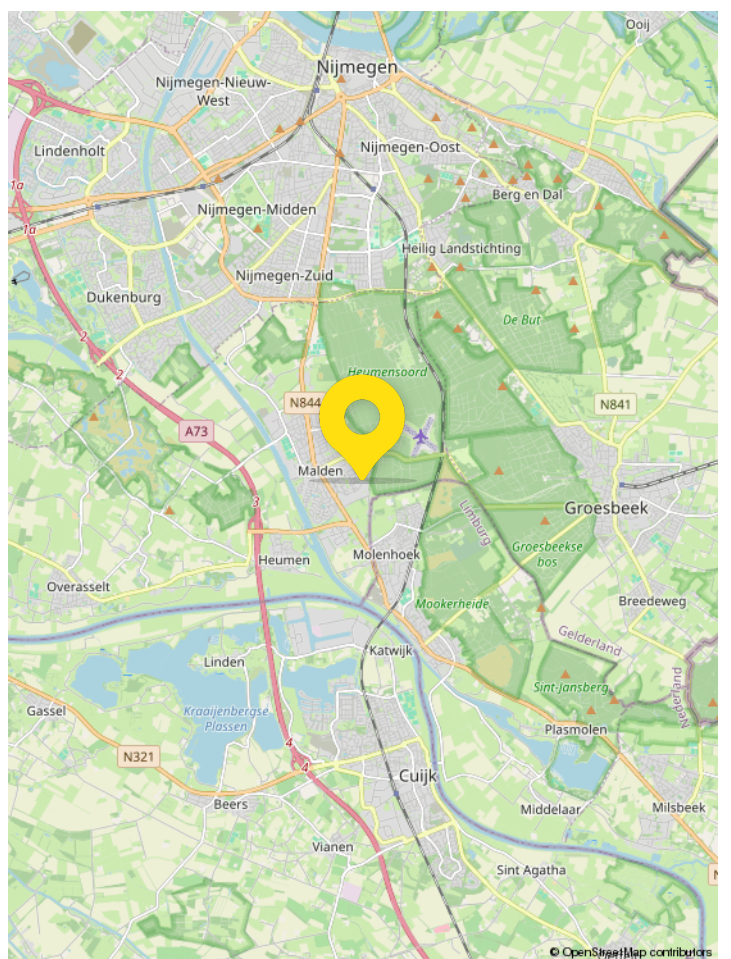 Ooij
Nijmegen
Nijmegen-Nieuw-
West
Lindenholt
Nijmegen-Oost
1a
Berg en Dal
Nijmegen-Midden
1a
Heilig Landstichting
Nijmegen-Zuid
Dukenburg
De But
2
2
Heumensoord
N844
N841
A73
Malden
3
Limburg
Groesbeek
Molenhoek
Groesbeekse
bos
Heumen
Overasselt
Mookerheide
Breedeweg
Gelderland
Katwijk
Linden
Nederland
Sint-Jansberg
Gassel
Kraaijenbergse
Plassen
Plasmolen
4
N321
4
Cuijk
Beers
Middelaar
Milsbeek
Vianen
Sint Agatha
N
© OpenStreetMap contributors